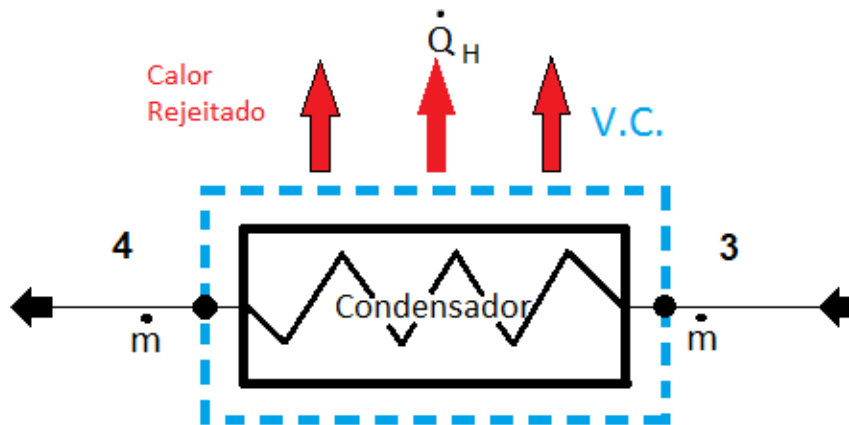 Q̇ H
Calor
Rejeitado
V.C.
4
3
Condensador
ṁ
ṁ